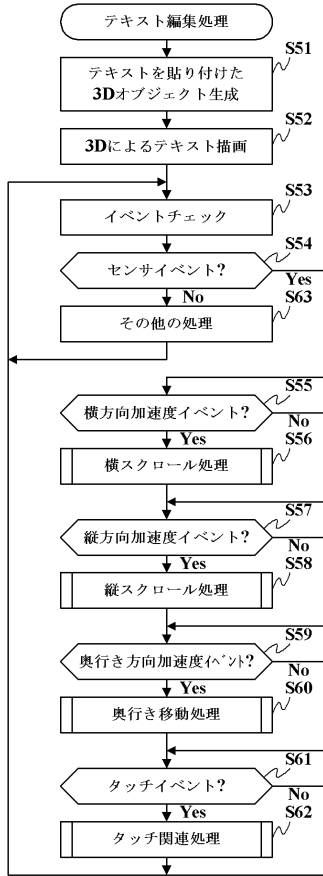 テキスト編集処理
S51
テキストを貼り付けた
3Dオブジェクト生成
S52
3Dによるテキスト描画
S53
イベントチェック
S54
センサイベント?
Yes
No
S63
その他の処理
S55
横方向加速度イベント?
No
Yes
S56
横スクロール処理
S57
縦方向加速度イベント?
No
Yes
S58
縦スクロール処理
S59
奥行き方向加速度イベント?
No
Yes
S60
奥行き移動処理
S61
タッチイベント?
No
Yes
S62
タッチ関連処理